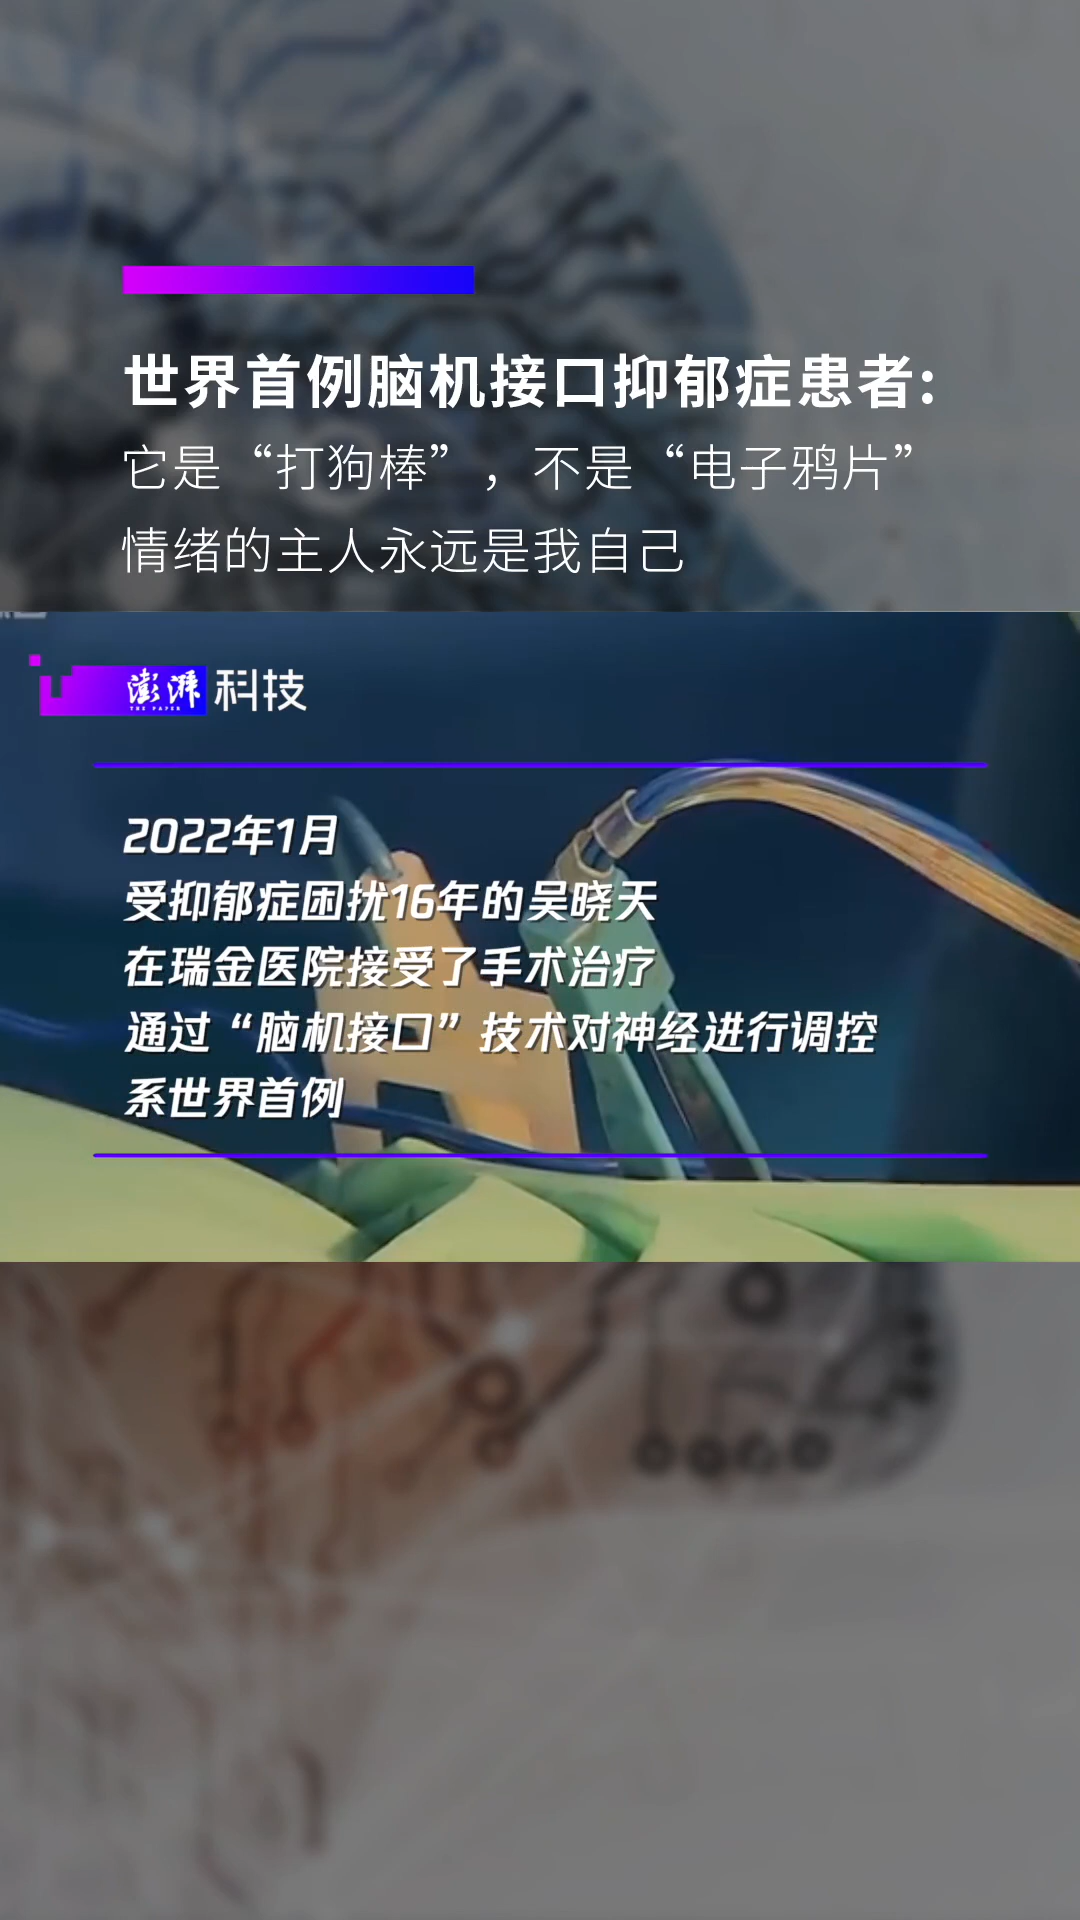 世界首例脑机接口抑郁症患者:
它是“打狗棒”，不是“电子鸦片”
情绪的主人永远是我自己
澎湃 科技
THE PAPER
2022年1月
受抑郁症困扰16年的吴晓天
在瑞金医院接受了手术治疗
通过“脑机接口”技术对神经进行调控
系世界首例